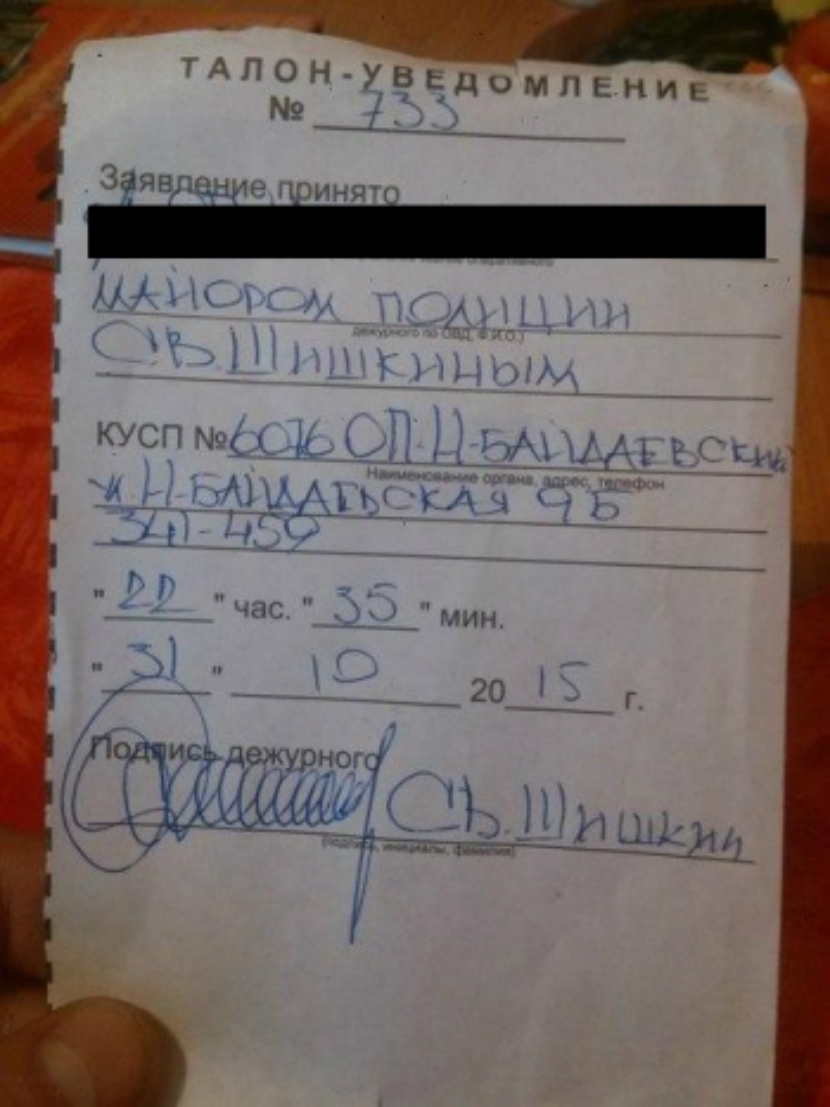 ТАЛОН-УВЕДОМЛЕНИЕ
№ 733
Заявление принято
МАЙОРОМ ПОЛИЦИИ
дежурного по ОВД, Ф.И.О.)
С.В. ШИШКИНЫМ
КУСП № 6076 ОП-Н-БАЙДАЕВСКИЙ
Наименование органа, адрес, телефон
ул. Н-БАЙДАЕВСКАЯ 9Б
341-459
"22" час. "35" мин.
"31" 10 2015 г.
Подпись дежурного
С.В. Шишкин
(подпись, инициалы, фамилия)